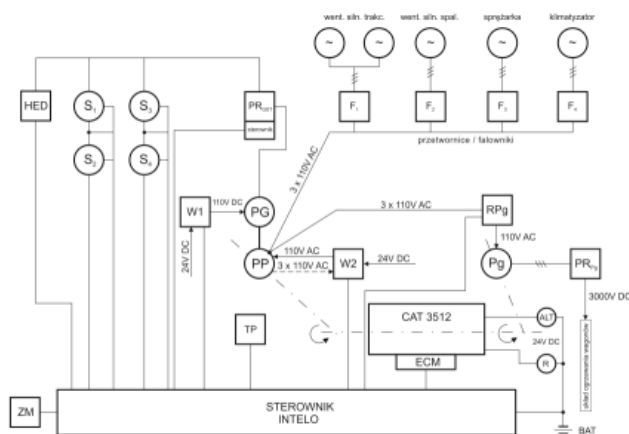 went. siln. trakc.
went. siln. spal.
sprężarka
klimatyzator
~
~
~
~
~
HED
S1
S3
PRGST
sterownik
F1
F2
F3
F4
S2
S4
przetwornice / falowniki
3 x 110V AC
110V DC
W1
PG
3 x 110V AC
RPg
24V DC
110V AC
110V AC
PP
3 x 110V AC
W2
24V DC
Pg
PRPg
3000V DC
CAT 3512
ALT
24V DC
TP
ECM
R
układ ogrzewania wagonów
ZM
STEROWNIK
INTELO
BAT